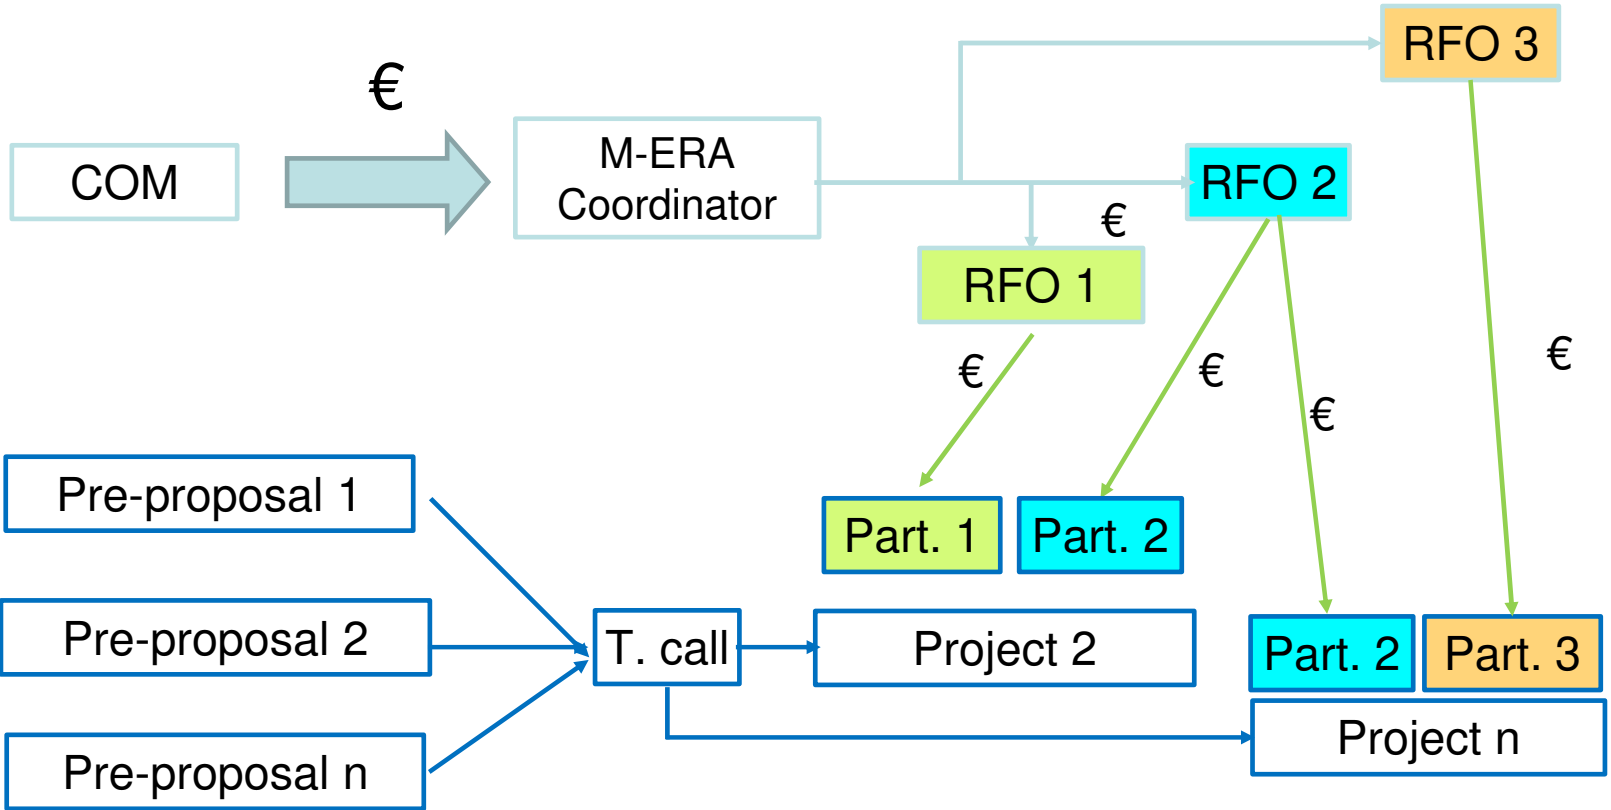 RFO 3
€
COM
M-ERA
Coordinator
RFO 2
€
RFO 1
€
€
€
€
Pre-proposal 1
Part. 1
Part. 2
Pre-proposal 2
T. call
Project 2
Part. 2
Part. 3
Project n
Pre-proposal n